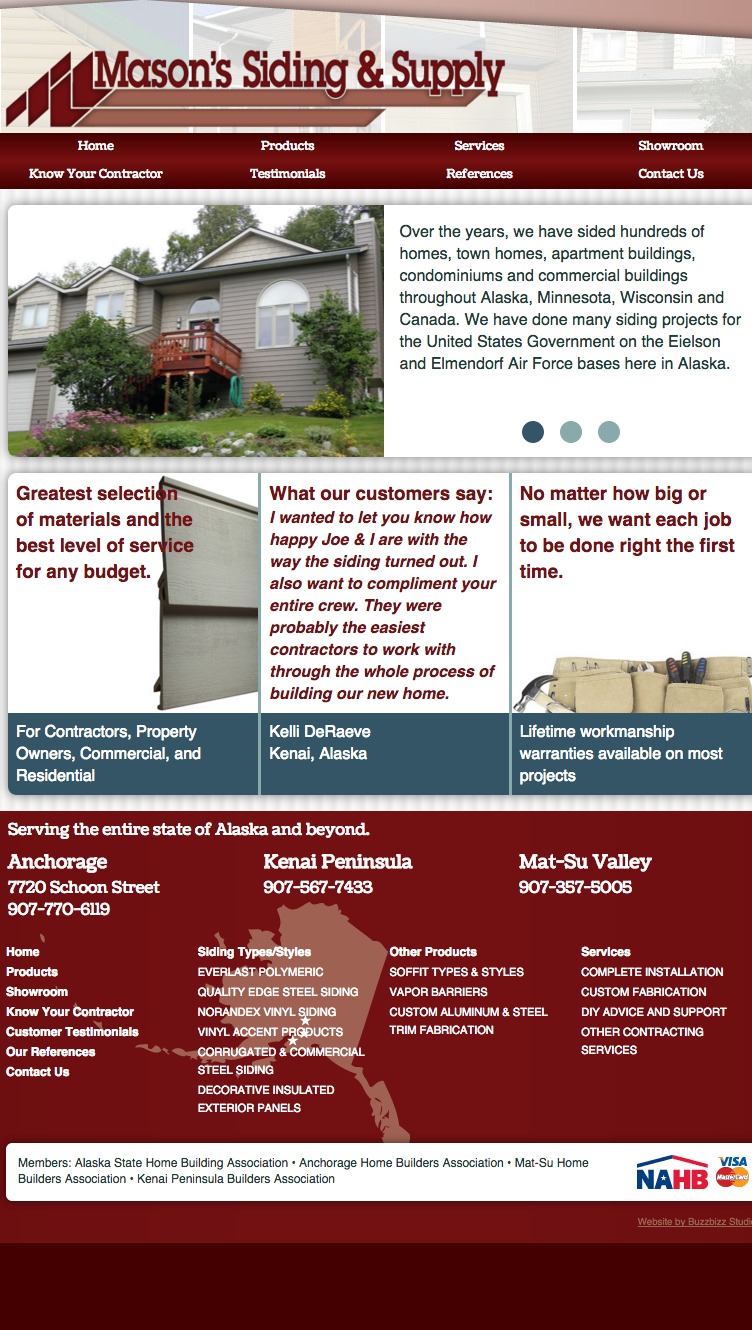 Mason's Siding & Supply
Home Products Services Showroom
Know Your Contractor Testimonials References Contact Us
Over the years, we have sided hundreds of
homes, town homes, apartment buildings,
condominiums and commercial buildings
throughout Alaska, Minnesota, Wisconsin and
Canada. We have done many siding projects for
the United States Government on the Eielson
and Elmendorf Air Force bases here in Alaska.
Greatest selection
of materials and the
best level of service
for any budget.
For Contractors, Property
Owners, Commercial, and
Residential
What our customers say:
I wanted to let you know how
happy Joe & I are with the
way the siding turned out. I
also want to compliment your
entire crew. They were
probably the easiest
contractors to work with
through the whole process of
building our new home.
Kelli DeRaeve
Kenai, Alaska
No matter how big or
small, we want each job
to be done right the first
time.
Lifetime workmanship
warranties available on most
projects
Serving the entire state of Alaska and beyond.
Anchorage
7720 Schoon Street
907-770-6119
Kenai Peninsula
907-567-7433
Mat-Su Valley
907-357-5005
Home
Products
Showroom
Know Your Contractor
Customer Testimonials
Our References
Contact Us
Siding Types/Styles
EVERLAST POLYMERIC
QUALITY EDGE STEEL SIDING
NORANDEX VINYL SIDING
VINYL ACCENT PRODUCTS
CORRUGATED & COMMERCIAL
STEEL SIDING
DECORATIVE INSULATED
EXTERIOR PANELS
Other Products
SOFFIT TYPES & STYLES
VAPOR BARRIERS
CUSTOM ALUMINUM & STEEL
TRIM FABRICATION
Services
COMPLETE INSTALLATION
CUSTOM FABRICATION
DIY ADVICE AND SUPPORT
OTHER CONTRACTING
SERVICES
Members: Alaska State Home Building Association • Anchorage Home Builders Association • Mat-Su Home
Builders Association • Kenai Peninsula Builders Association
NAHB
VISA
MasterCard
Website by Buzzbizz Studi